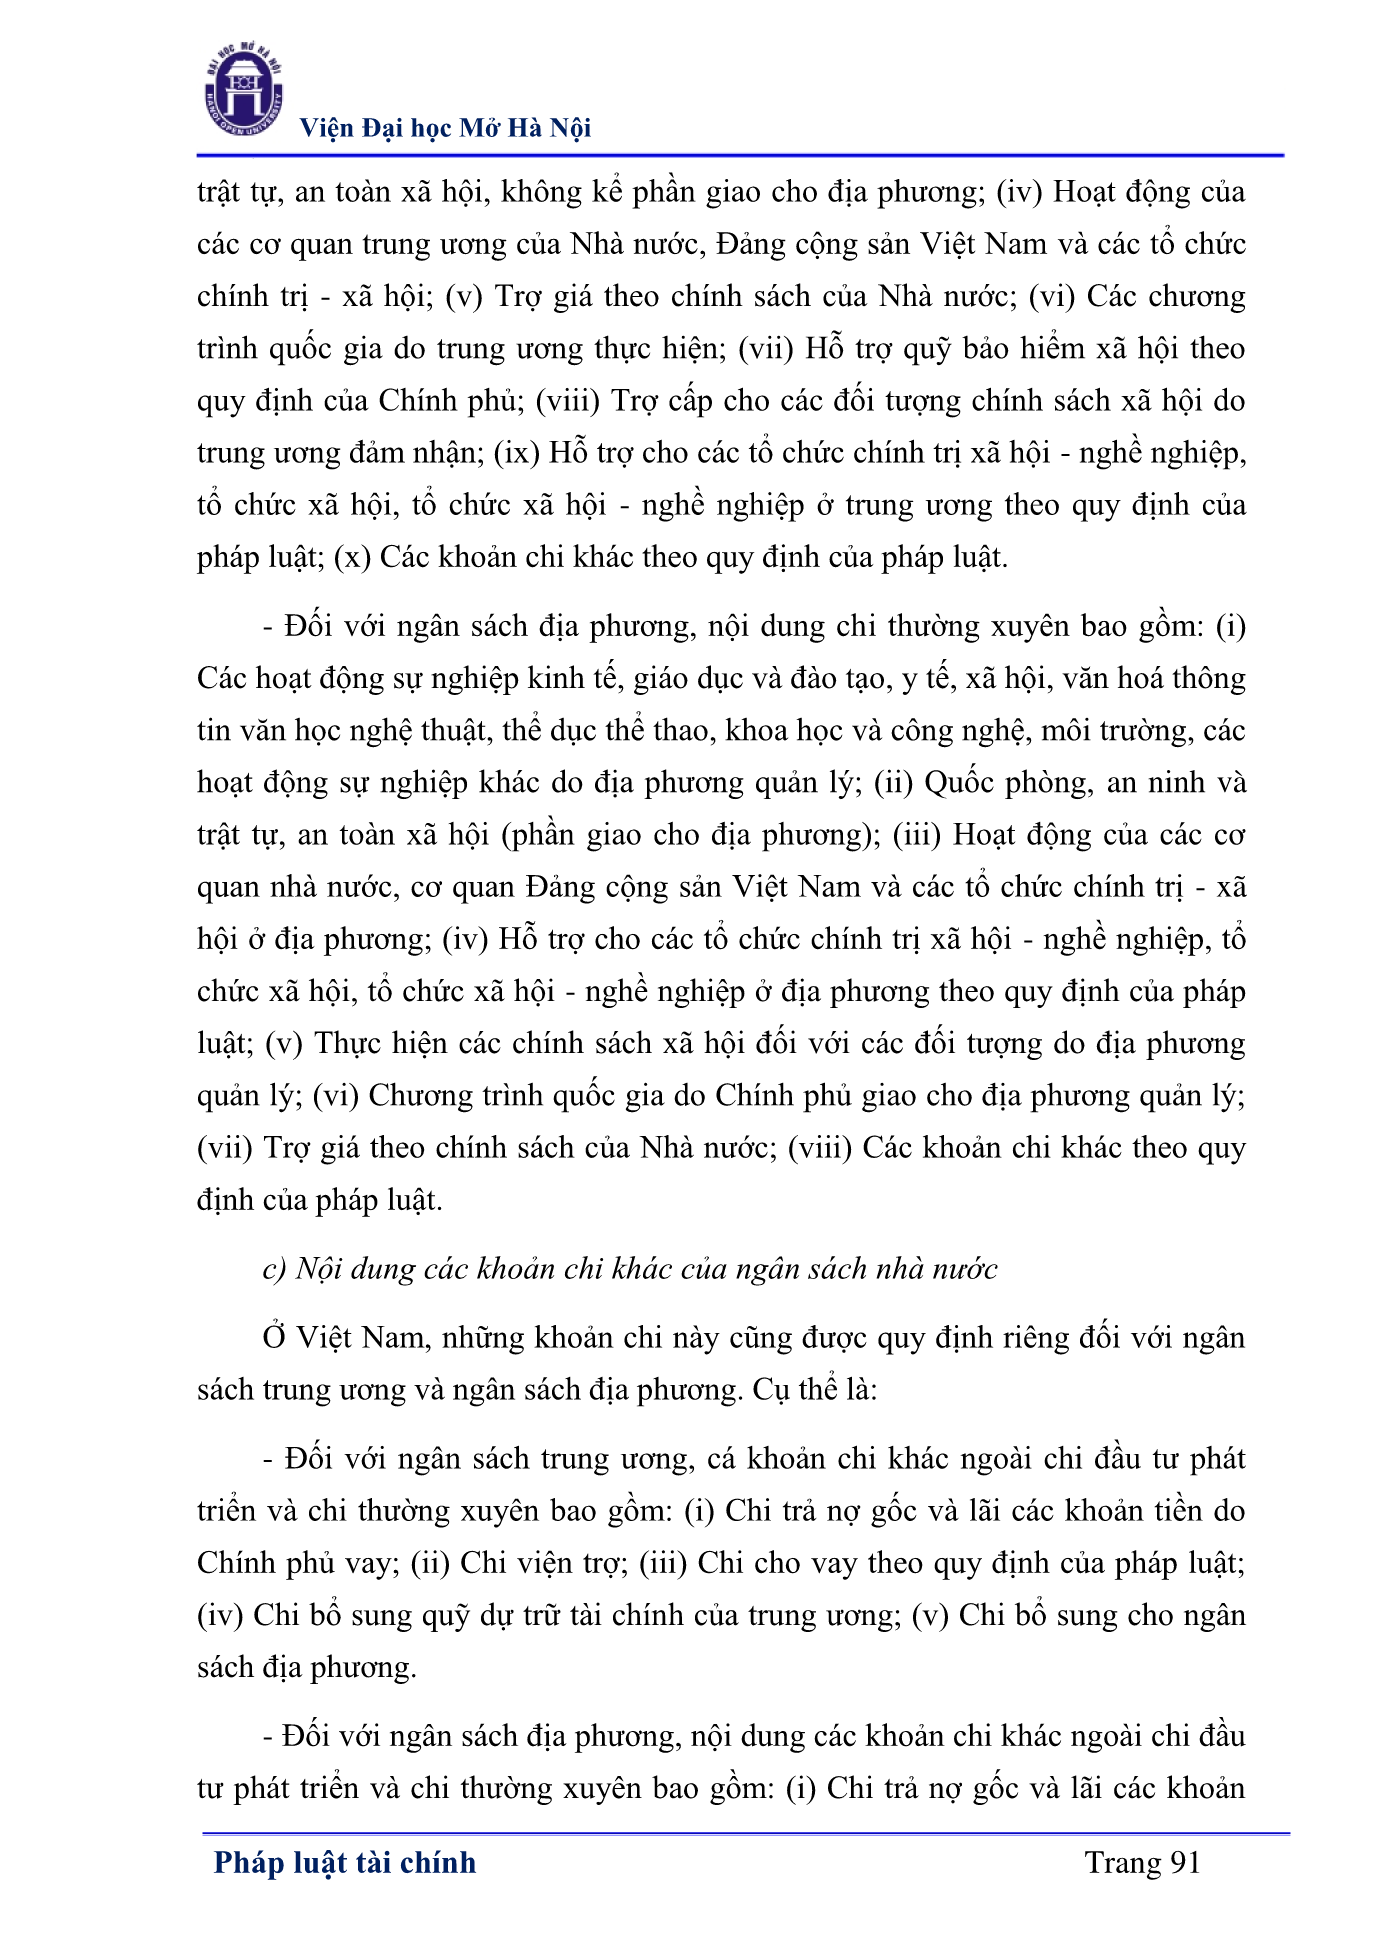 ĐẠI HỌC MỞ HÀ NỘI
HOU
HANOI OPEN UNIVERSITY
Viện Đại học Mở Hà Nội
trật tự, an toàn xã hội, không kể phần giao cho địa phương; (iv) Hoạt động của
các cơ quan trung ương của Nhà nước, Đảng cộng sản Việt Nam và các tổ chức
chính trị - xã hội; (v) Trợ giá theo chính sách của Nhà nước; (vi) Các chương
trình quốc gia do trung ương thực hiện; (vii) Hỗ trợ quỹ bảo hiểm xã hội theo
quy định của Chính phủ; (viii) Trợ cấp cho các đối tượng chính sách xã hội do
trung ương đảm nhận; (ix) Hỗ trợ cho các tổ chức chính trị xã hội - nghề nghiệp,
tổ chức xã hội, tổ chức xã hội - nghề nghiệp ở trung ương theo quy định của
pháp luật; (x) Các khoản chi khác theo quy định của pháp luật.
- Đối với ngân sách địa phương, nội dung chi thường xuyên bao gồm: (i)
Các hoạt động sự nghiệp kinh tế, giáo dục và đào tạo, y tế, xã hội, văn hoá thông
tin văn học nghệ thuật, thể dục thể thao, khoa học và công nghệ, môi trường, các
hoạt động sự nghiệp khác do địa phương quản lý; (ii) Quốc phòng, an ninh và
trật tự, an toàn xã hội (phần giao cho địa phương); (iii) Hoạt động của các cơ
quan nhà nước, cơ quan Đảng cộng sản Việt Nam và các tổ chức chính trị - xã
hội ở địa phương; (iv) Hỗ trợ cho các tổ chức chính trị xã hội - nghề nghiệp, tổ
chức xã hội, tổ chức xã hội - nghề nghiệp ở địa phương theo quy định của pháp
luật; (v) Thực hiện các chính sách xã hội đối với các đối tượng do địa phương
quản lý; (vi) Chương trình quốc gia do Chính phủ giao cho địa phương quản lý;
(vii) Trợ giá theo chính sách của Nhà nước; (viii) Các khoản chi khác theo quy
định của pháp luật.
c) Nội dung các khoản chi khác của ngân sách nhà nước
Ở Việt Nam, những khoản chi này cũng được quy định riêng đối với ngân
sách trung ương và ngân sách địa phương. Cụ thể là:
- Đối với ngân sách trung ương, cá khoản chi khác ngoài chi đầu tư phát
triển và chi thường xuyên bao gồm: (i) Chi trả nợ gốc và lãi các khoản tiền do
Chính phủ vay; (ii) Chi viện trợ; (iii) Chi cho vay theo quy định của pháp luật;
(iv) Chi bổ sung quỹ dự trữ tài chính của trung ương; (v) Chi bổ sung cho ngân
sách địa phương.
- Đối với ngân sách địa phương, nội dung các khoản chi khác ngoài chi đầu
tư phát triển và chi thường xuyên bao gồm: (i) Chi trả nợ gốc và lãi các khoản
Pháp luật tài chính Trang 91